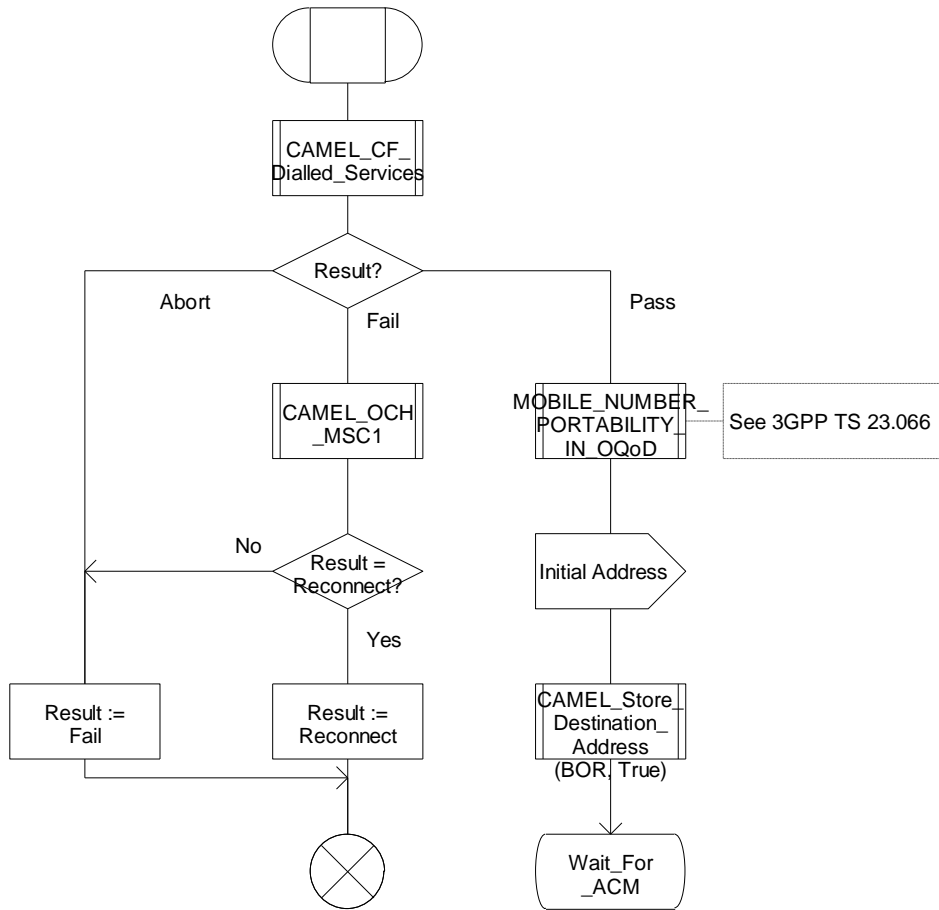 CAMEL_CF_
Dialled_Services
Result?
Abort
Pass
Fail
CAMEL_OCH
_MSC1
MOBILE_NUMBER_
PORTABILITY_
IN_OQoD
See 3GPP TS 23.066
No
Result =
Reconnect?
Initial Address
Yes
Result :=
Fail
Result :=
Reconnect
CAMEL_Store_
Destination_
Address
(BOR, True)
Wait_For
_ACM